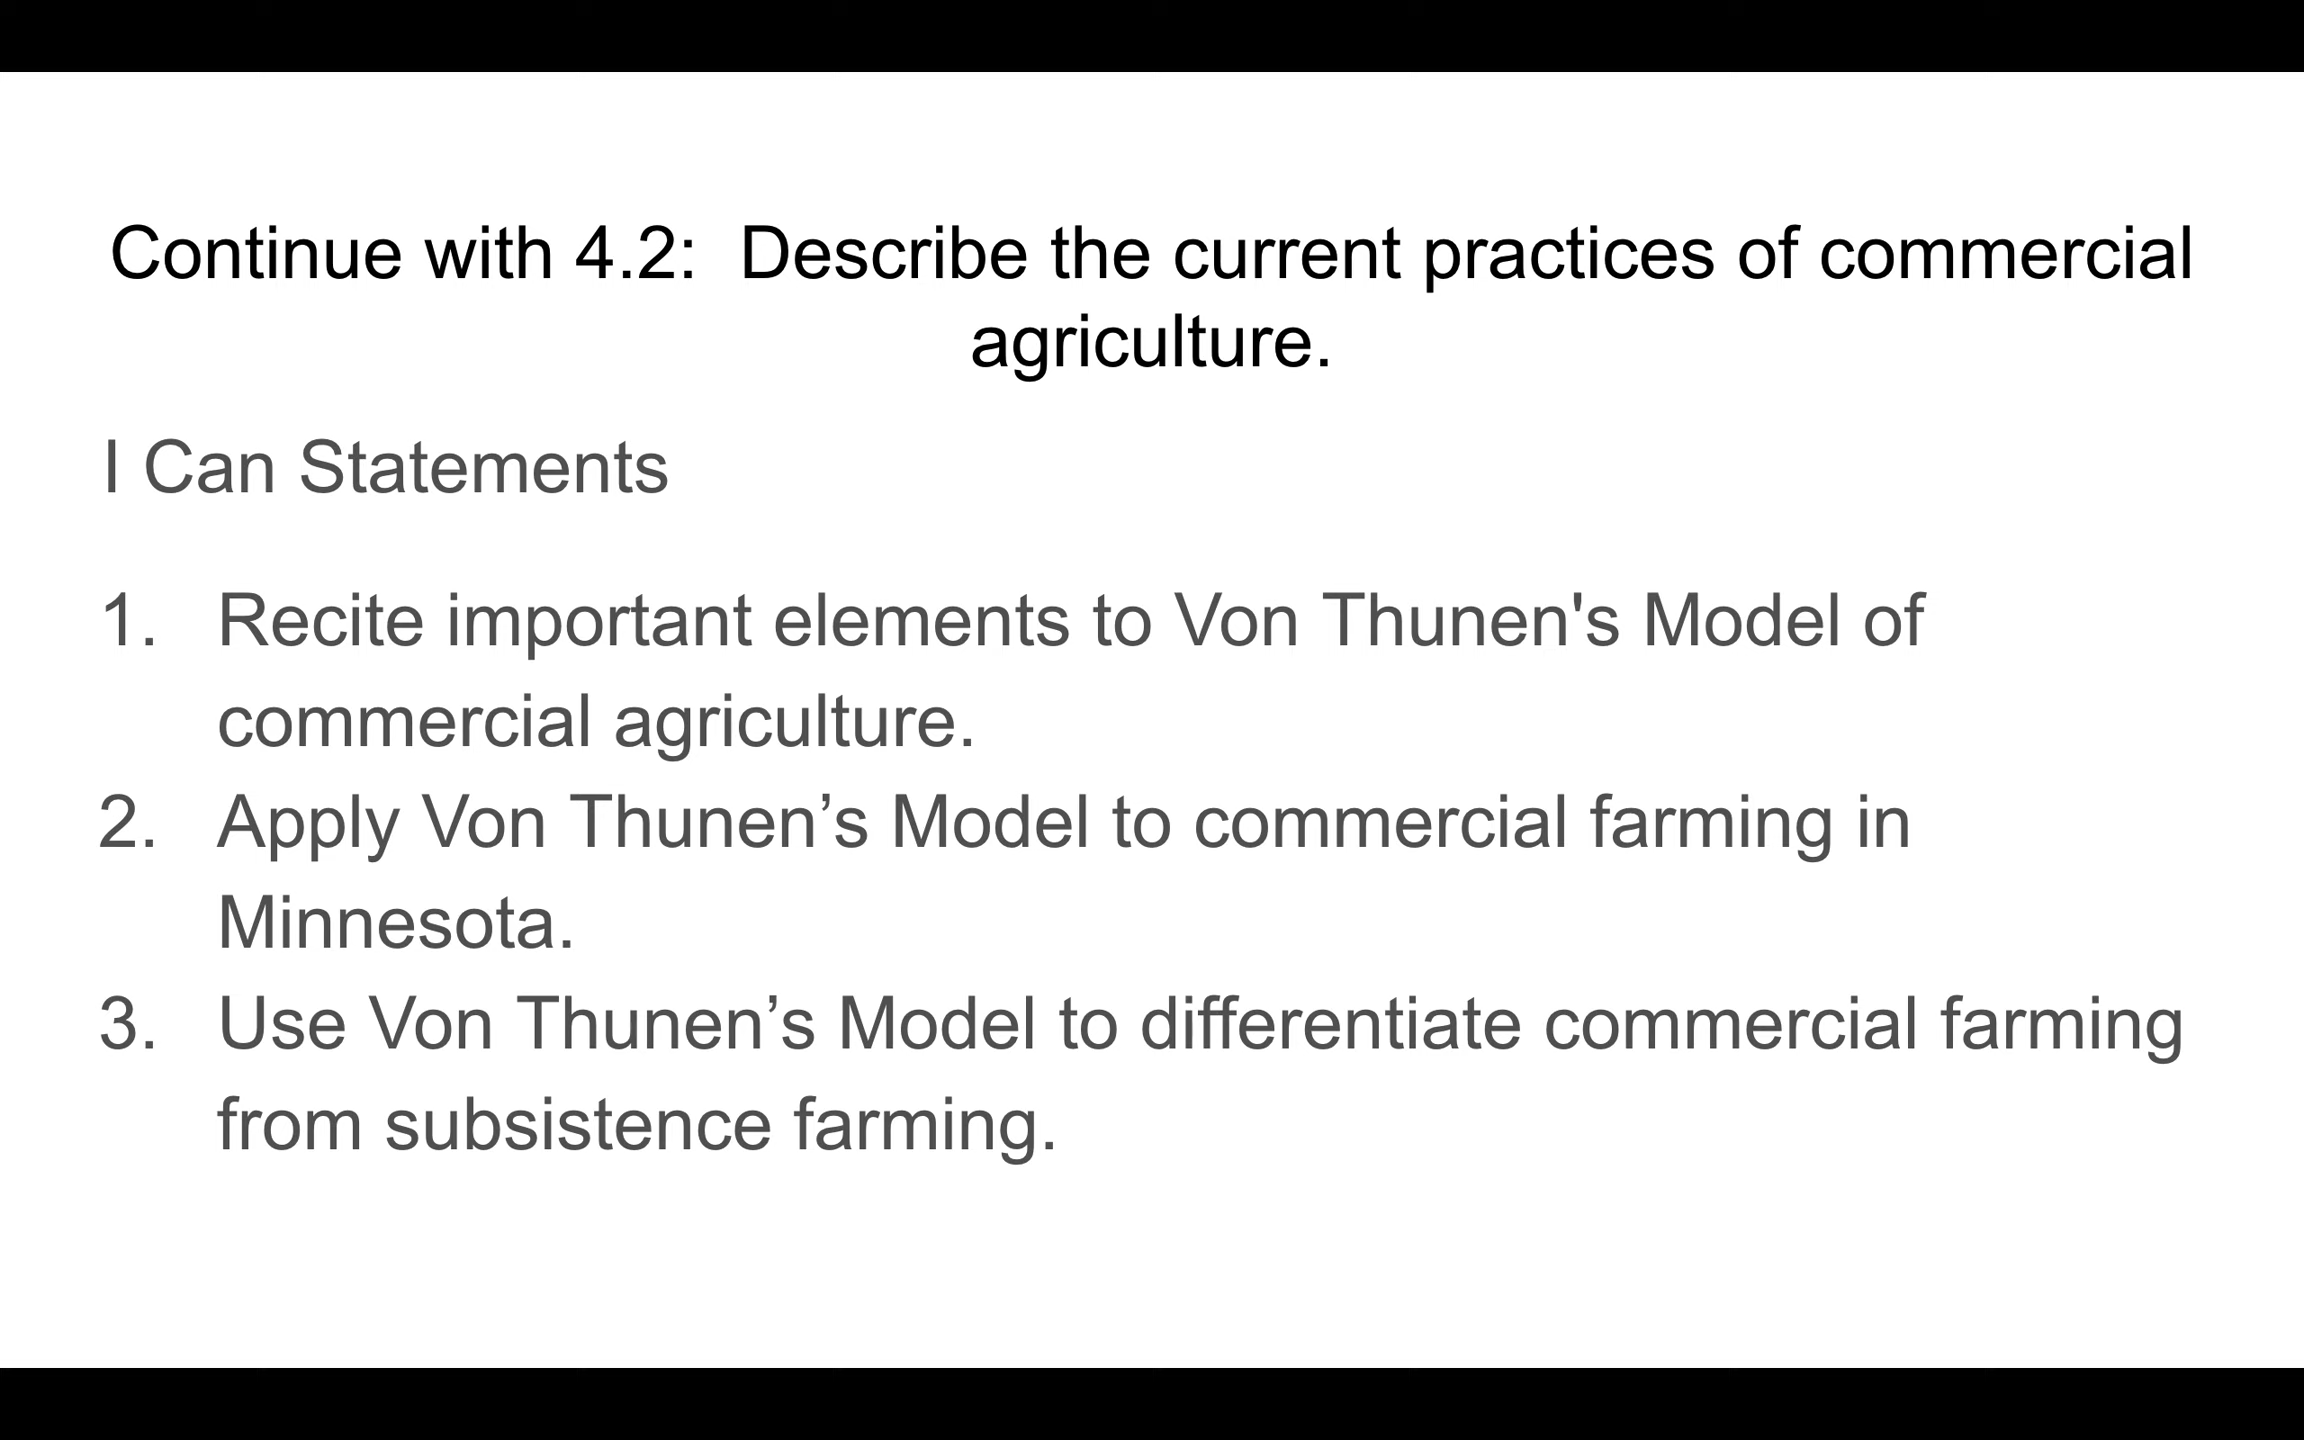 Continue with 4.2:  Describe the current practices of commercial
agriculture.
I Can Statements
1. Recite important elements to Von Thunen's Model of
commercial agriculture.
2. Apply Von Thunen’s Model to commercial farming in
Minnesota.
3. Use Von Thunen’s Model to differentiate commercial farming
from subsistence farming.